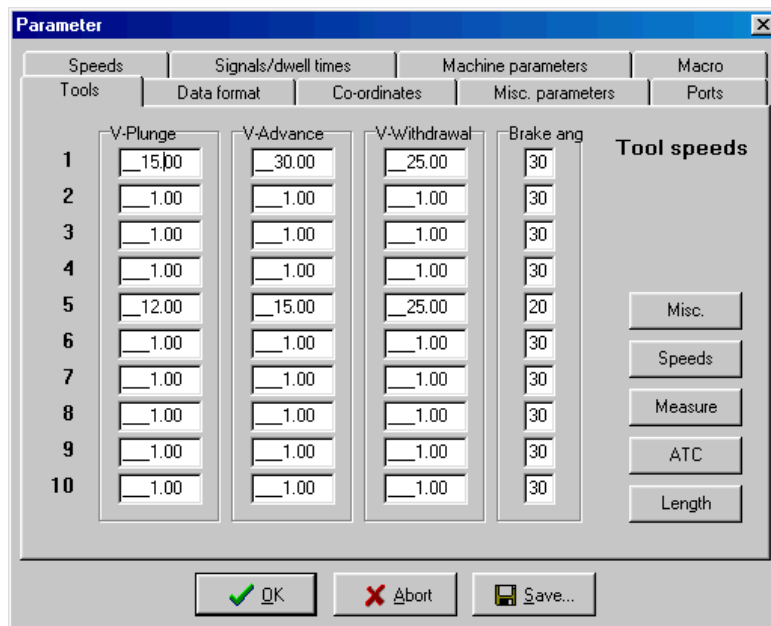 Parameter
Speeds Signals/dwell times Machine parameters Macro
Tools Data format Co-ordinates Misc. parameters Ports
V-Plunge V-Advance V-Withdrawal Brake ang
Tool speeds
1 __15.00 __30.00 __25.00 30
2 ___1.00 ___1.00 ___1.00 30
3 ___1.00 ___1.00 ___1.00 30
4 ___1.00 ___1.00 ___1.00 30
5 __12.00 __15.00 __25.00 20
6 ___1.00 ___1.00 ___1.00 30
7 ___1.00 ___1.00 ___1.00 30
8 ___1.00 ___1.00 ___1.00 30
9 ___1.00 ___1.00 ___1.00 30
10 ___1.00 ___1.00 ___1.00 30
Misc.
Speeds
Measure
ATC
Length
OK Abort Save...